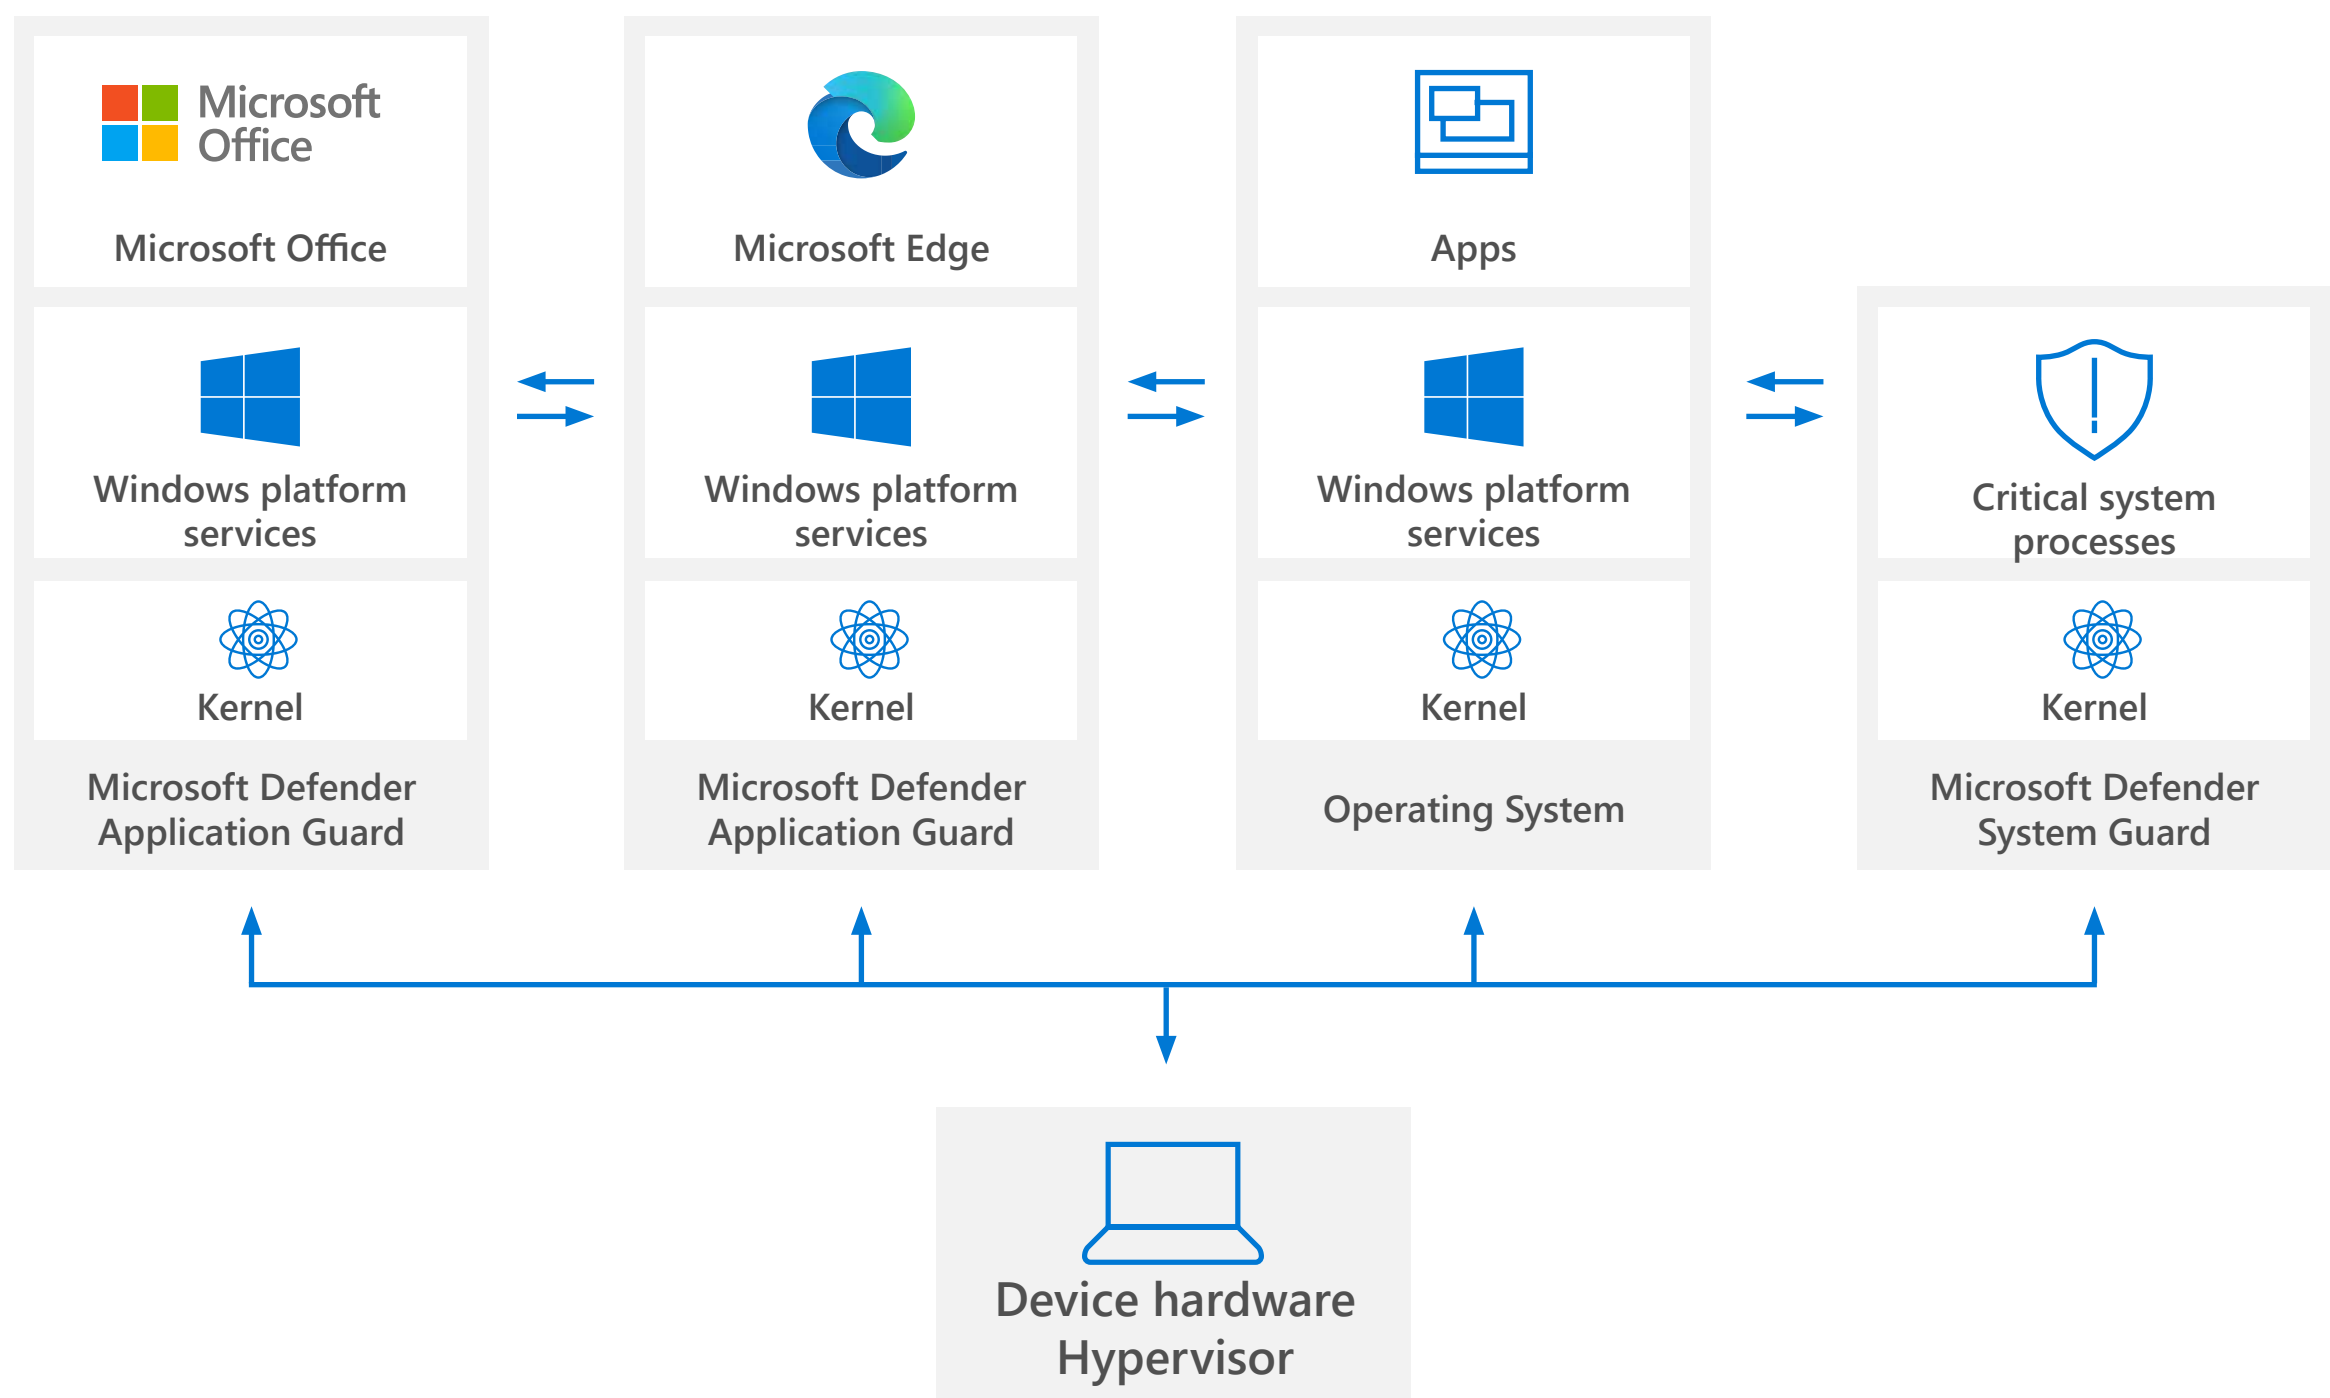 Microsoft
Office
Microsoft Office
Windows platform
services
Kernel
Microsoft Defender
Application Guard
Microsoft Edge
Windows platform
services
Kernel
Microsoft Defender
Application Guard
Apps
Windows platform
services
Kernel
Operating System
Critical system
processes
Kernel
Microsoft Defender
System Guard
Device hardware
Hypervisor